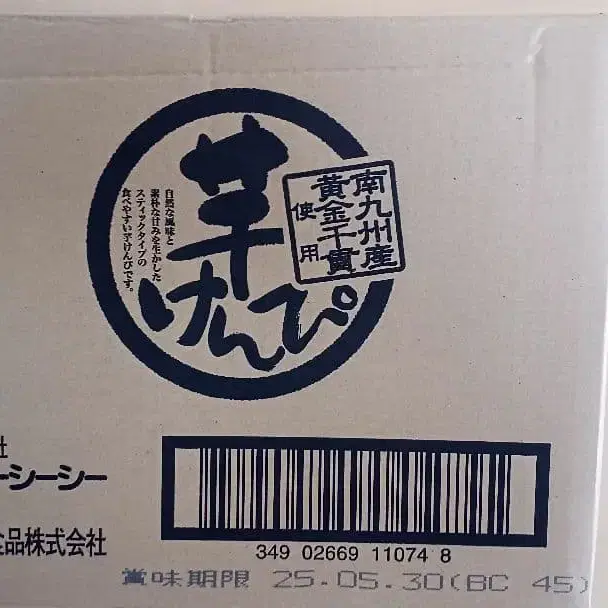 芋
けんぴ
南九州産
黄金千貫
使用
自然な風味と
素朴な甘みを生かした
スティックタイプの
食べやすい芋けんぴです。
社
ーシーシー
食品株式会社
349 02669 11074 8
賞味期限 25.05.30(BC 45)